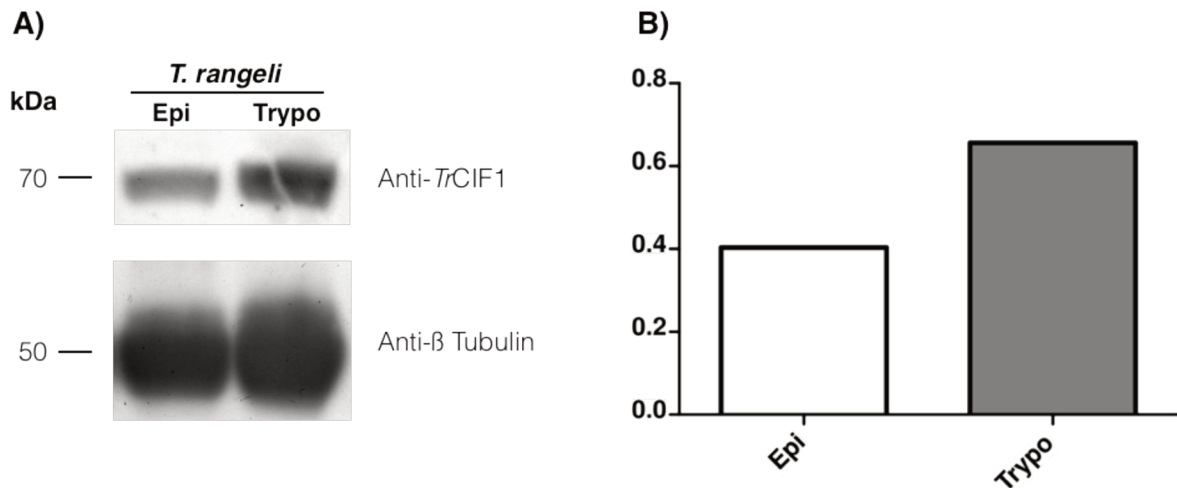 A)
T. rangeli
kDa
Epi Trypo
70
Anti-TrCIF1
50
Anti-ß Tubulin
B)
0.8
0.6
0.4
0.2
0.0
Epi
Trypo